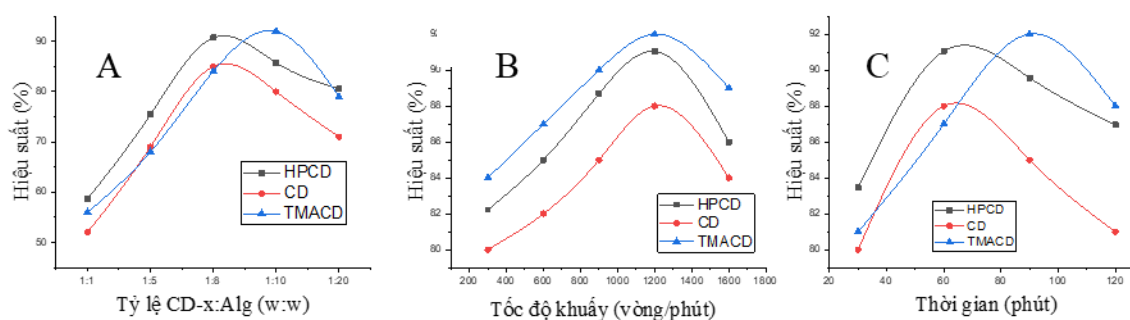 A
Hiệu suất (%)
90
80
70
60
50
HPCD
CD
TMACD
1:1 1:5 1:8 1:10 1:20
Tỷ lệ CD-x:Alg (w:w)
B
Hiệu suất (%)
90
88
86
84
82
80
HPCD
CD
TMACD
200 400 600 800 1000 1200 1400 1600 1800
Tốc độ khuấy (vòng/phút)
C
Hiệu suất (%)
92
90
88
86
84
82
80
HPCD
CD
TMACD
20 40 60 80 100 120
Thời gian (phút)